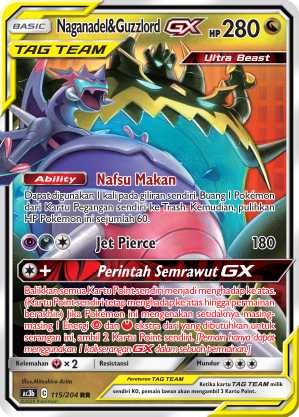 BASIC
Naganadel&Guzzlord GX HP 280
TAG TEAM
Ultra Beast
Ability Nafsu Makan
Dapat digunakan 1 kali pada giliran sendiri. Buang 1 Pokémon
dari Kartu Pegangan sendiri ke Trash. Kemudian, pulihkan
HP Pokémon ini sejumlah 60.
Jet Pierce 180
+ Perintah Semrawut GX
Balikkan semua Kartu Point sendiri menjadi menghadap ke atas.
(Kartu Point sendiri tetap menghadap ke atas hingga permainan
berakhir.) Jika Pokémon ini mengerahkan setidaknya masing-
masing 1 Energi dan ekstra dari yang dibutuhkan untuk
serangan ini, ambil 2 Kartu Point sendiri. [Pemain hanya dapat
menggunakan 1 kali serangan GX dalam sebuah permainan.]
Kelemahan × 2 Resistansi Mundur
Illus. Mitsuhiro Arita
Peraturan TAG TEAM
Ketika kartu TAG TEAM milik
sendiri KO, pemain lawan dapat mengambil 3 Kartu Point.
AC3b C 115/204 RR